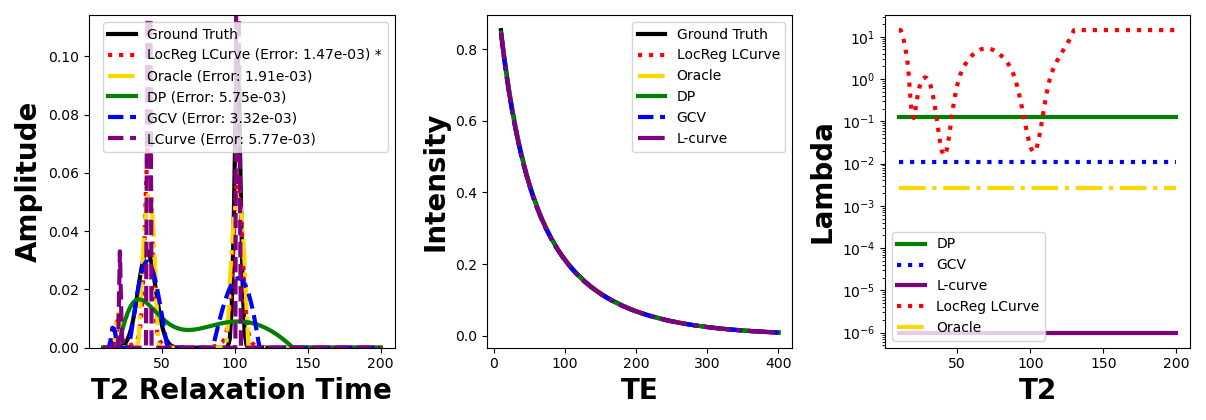 Amplitude
0.00
0.02
0.04
0.06
0.08
0.10
50
100
150
200
T2 Relaxation Time
Ground Truth
LocReg LCurve (Error: 1.47e-03) *
Oracle (Error: 1.91e-03)
DP (Error: 5.75e-03)
GCV (Error: 3.32e-03)
LCurve (Error: 5.77e-03)
Intensity
0.0
0.2
0.4
0.6
0.8
0
100
200
300
400
TE
Ground Truth
LocReg LCurve
Oracle
DP
GCV
L-curve
Lambda
10⁻⁶
10⁻⁵
10⁻⁴
10⁻³
10⁻²
10⁻¹
10⁰
10¹
50
100
150
200
T2
DP
GCV
L-curve
LocReg LCurve
Oracle